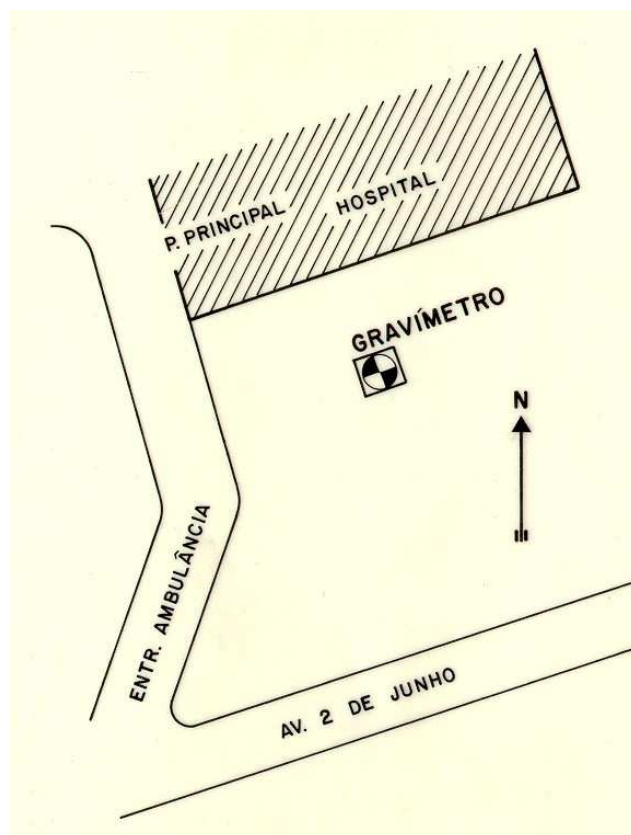 P. PRINCIPAL
HOSPITAL
GRAVÍMETRO
N
ENTR. AMBULÂNCIA
AV. 2 DE JUNHO